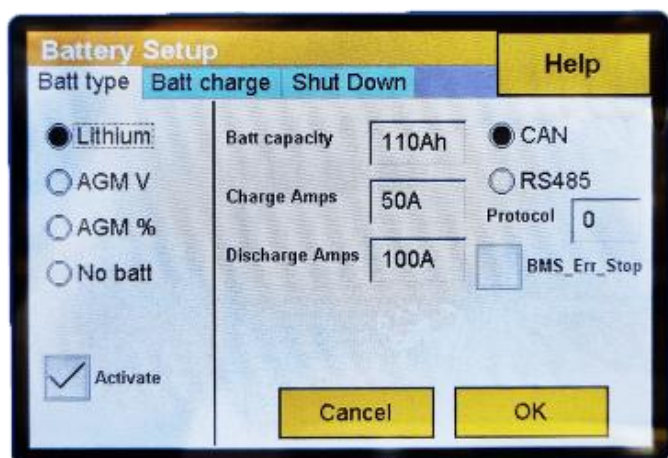 Battery Setup
Help
Batt type Batt charge Shut Down
Lithium
AGM V
AGM %
No batt
Activate
Batt capacity 110Ah
Charge Amps 50A
Discharge Amps 100A
CAN
RS485
Protocol 0
BMS_Err_Stop
Cancel OK